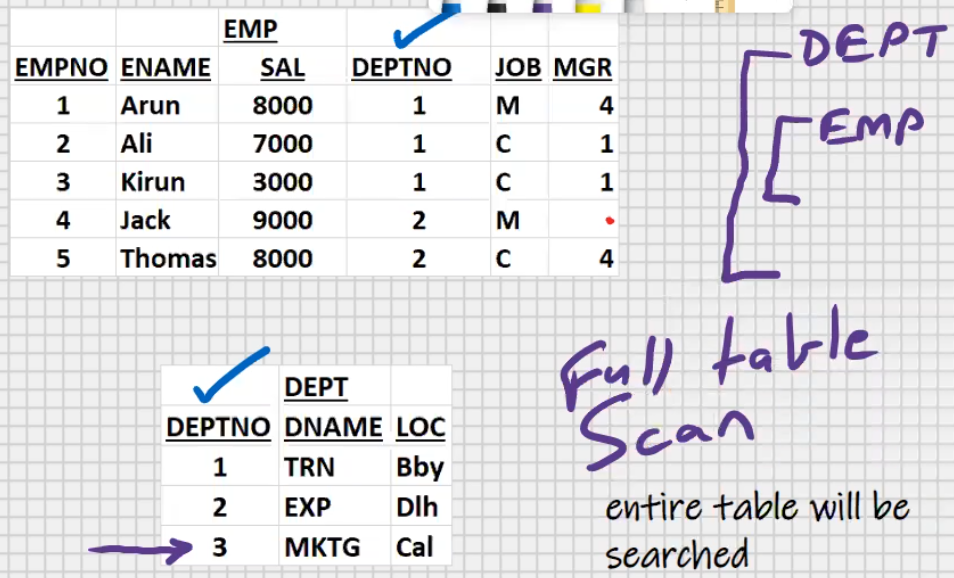 EMP
EMPNO ENAME SAL DEPTNO JOB MGR
1 Arun 8000 1 M 4
2 Ali 7000 1 C 1
3 Kirun 3000 1 C 1
4 Jack 9000 2 M
5 Thomas 8000 2 C 4
DEPT
EMP
Full table
Scan
entire table will be
searched
DEPT
DEPTNO DNAME LOC
1 TRN Bby
2 EXP Dlh
3 MKTG Cal